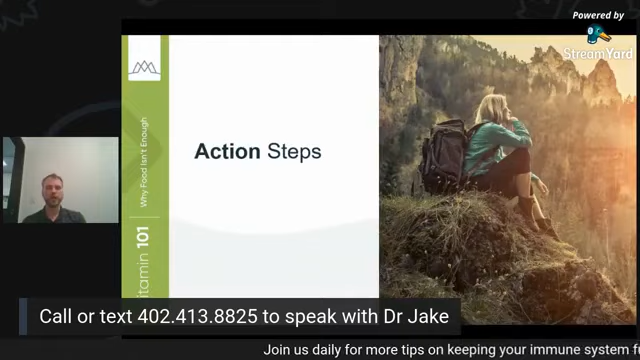 Powered by
StreamYard
Why Food Isn't Enough
itamin 101
Action Steps
Call or text 402.413.8825 to speak with Dr Jake
Join us daily for more tips on keeping your immune system f